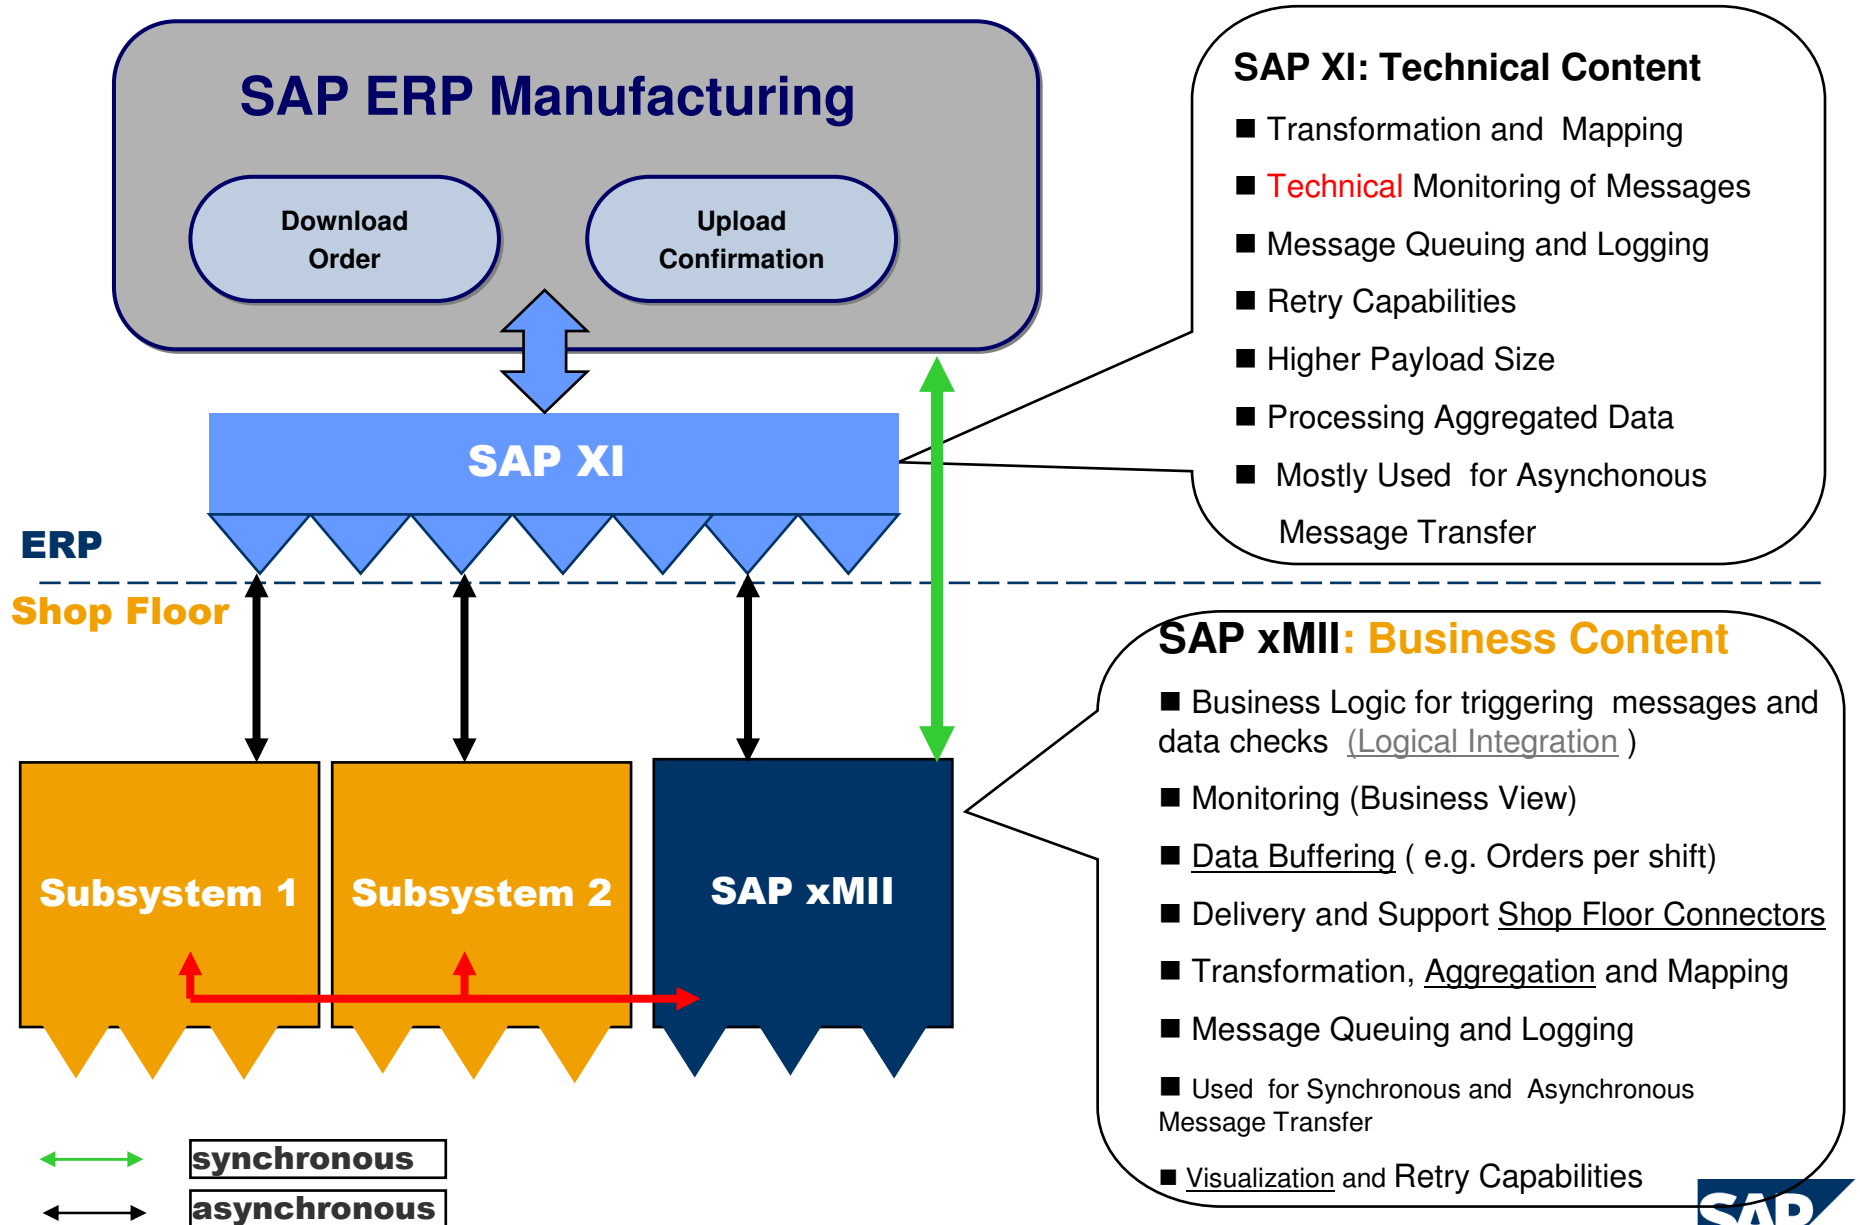 SAP ERP Manufacturing
Download
Order
Upload
Confirmation
SAP XI
ERP
Shop Floor
Subsystem 1
Subsystem 2
SAP xMII
synchronous
asynchronous
SAP XI: Technical Content
■ Transformation and Mapping
■ Technical Monitoring of Messages
■ Message Queuing and Logging
■ Retry Capabilities
■ Higher Payload Size
■ Processing Aggregated Data
■ Mostly Used for Asynchonous
Message Transfer
SAP xMII: Business Content
■ Business Logic for triggering messages and
data checks (Logical Integration )
■ Monitoring (Business View)
■ Data Buffering ( e.g. Orders per shift)
■ Delivery and Support Shop Floor Connectors
■ Transformation, Aggregation and Mapping
■ Message Queuing and Logging
■ Used for Synchronous and Asynchronous
Message Transfer
■ Visualization and Retry Capabilities
SAP